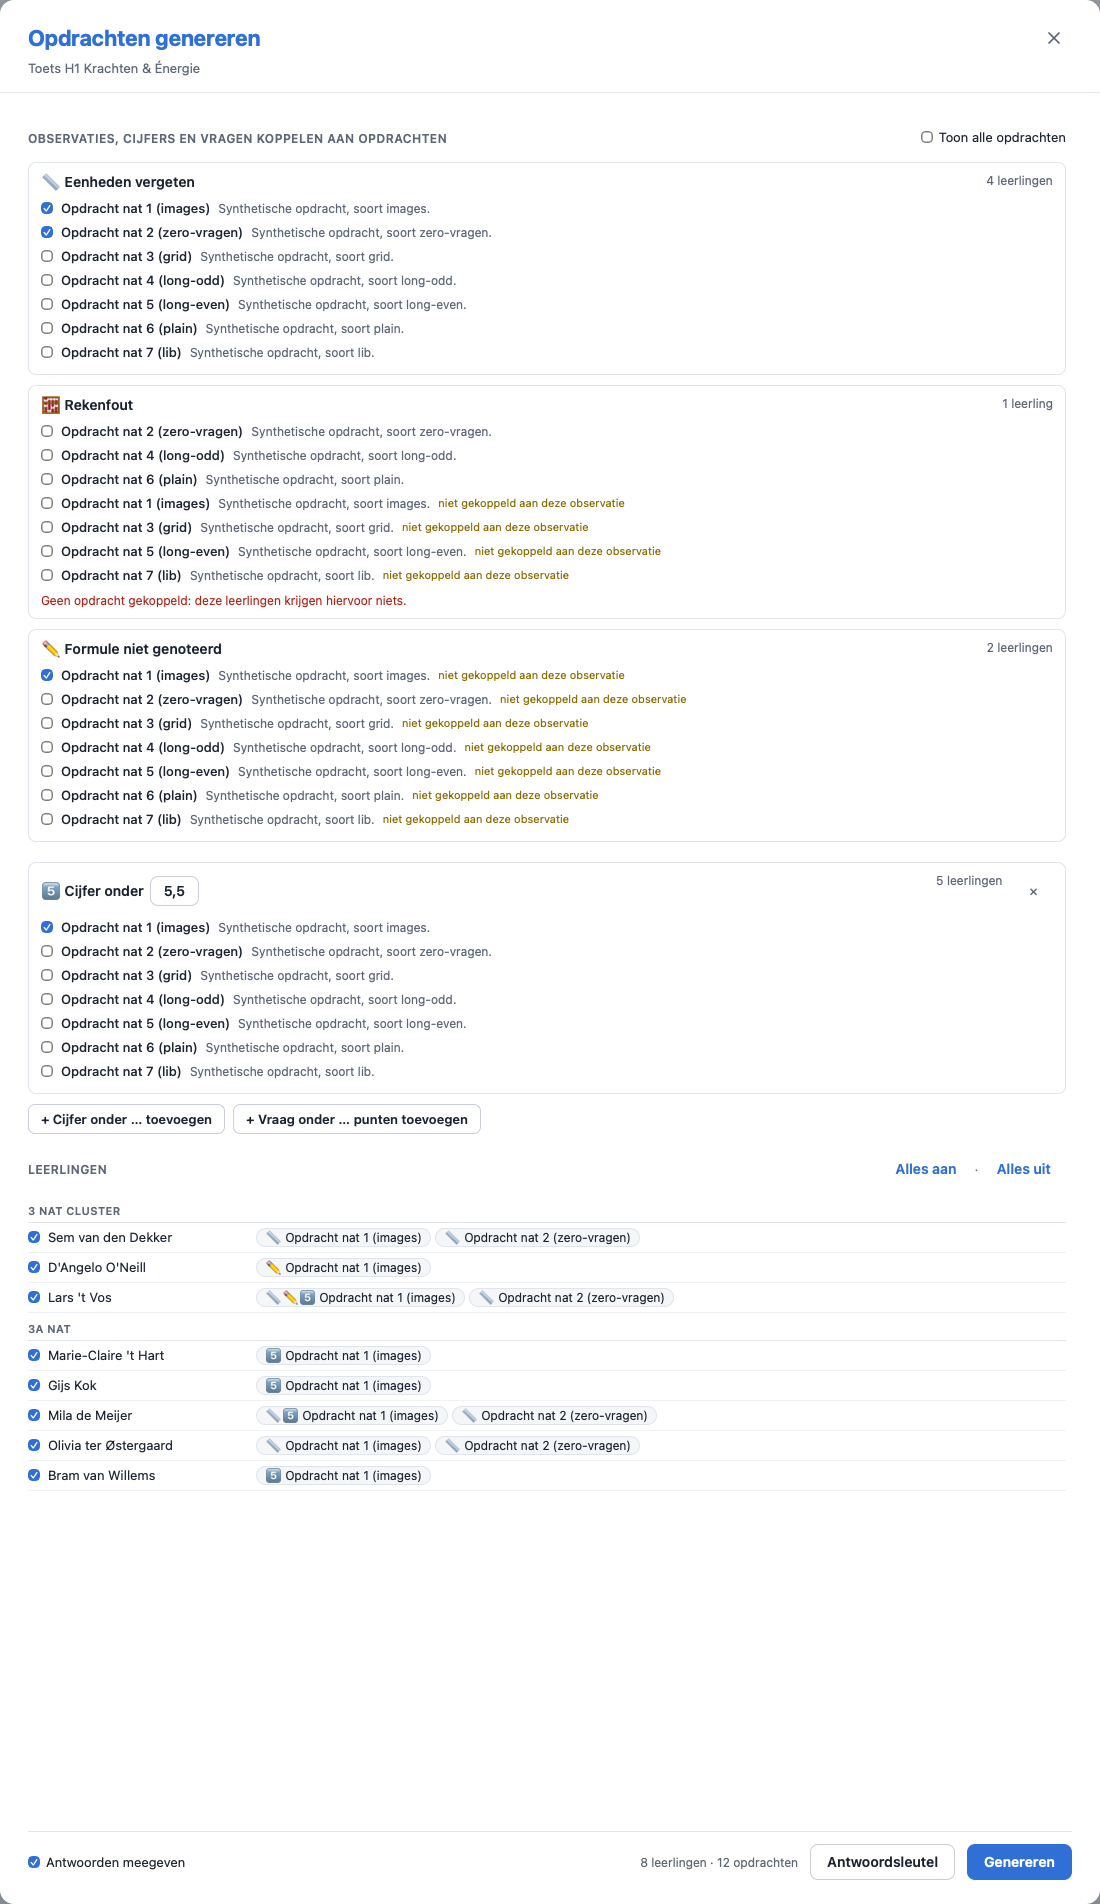 Opdrachten genereren
Toets H1 Krachten & Énergie
OBSERVATIES, CIJFERS EN VRAGEN KOPPELEN AAN OPDRACHTEN
Toon alle opdrachten
Eenheden vergeten
4 leerlingen
Opdracht nat 1 (images) Synthetische opdracht, soort images.
Opdracht nat 2 (zero-vragen) Synthetische opdracht, soort zero-vragen.
Opdracht nat 3 (grid) Synthetische opdracht, soort grid.
Opdracht nat 4 (long-odd) Synthetische opdracht, soort long-odd.
Opdracht nat 5 (long-even) Synthetische opdracht, soort long-even.
Opdracht nat 6 (plain) Synthetische opdracht, soort plain.
Opdracht nat 7 (lib) Synthetische opdracht, soort lib.
Rekenfout
1 leerling
Opdracht nat 2 (zero-vragen) Synthetische opdracht, soort zero-vragen.
Opdracht nat 4 (long-odd) Synthetische opdracht, soort long-odd.
Opdracht nat 6 (plain) Synthetische opdracht, soort plain.
Opdracht nat 1 (images) Synthetische opdracht, soort images. niet gekoppeld aan deze observatie
Opdracht nat 3 (grid) Synthetische opdracht, soort grid. niet gekoppeld aan deze observatie
Opdracht nat 5 (long-even) Synthetische opdracht, soort long-even. niet gekoppeld aan deze observatie
Opdracht nat 7 (lib) Synthetische opdracht, soort lib. niet gekoppeld aan deze observatie
Geen opdracht gekoppeld: deze leerlingen krijgen hiervoor niets.
Formule niet genoteerd
2 leerlingen
Opdracht nat 1 (images) Synthetische opdracht, soort images. niet gekoppeld aan deze observatie
Opdracht nat 2 (zero-vragen) Synthetische opdracht, soort zero-vragen. niet gekoppeld aan deze observatie
Opdracht nat 3 (grid) Synthetische opdracht, soort grid. niet gekoppeld aan deze observatie
Opdracht nat 4 (long-odd) Synthetische opdracht, soort long-odd. niet gekoppeld aan deze observatie
Opdracht nat 5 (long-even) Synthetische opdracht, soort long-even. niet gekoppeld aan deze observatie
Opdracht nat 6 (plain) Synthetische opdracht, soort plain. niet gekoppeld aan deze observatie
Opdracht nat 7 (lib) Synthetische opdracht, soort lib. niet gekoppeld aan deze observatie
5 Cijfer onder 5,5
5 leerlingen ×
Opdracht nat 1 (images) Synthetische opdracht, soort images.
Opdracht nat 2 (zero-vragen) Synthetische opdracht, soort zero-vragen.
Opdracht nat 3 (grid) Synthetische opdracht, soort grid.
Opdracht nat 4 (long-odd) Synthetische opdracht, soort long-odd.
Opdracht nat 5 (long-even) Synthetische opdracht, soort long-even.
Opdracht nat 6 (plain) Synthetische opdracht, soort plain.
Opdracht nat 7 (lib) Synthetische opdracht, soort lib.
+ Cijfer onder ... toevoegen + Vraag onder ... punten toevoegen
LEERLINGEN
Alles aan · Alles uit
3 NAT CLUSTER
Sem van den Dekker Opdracht nat 1 (images) Opdracht nat 2 (zero-vragen)
D'Angelo O'Neill Opdracht nat 1 (images)
Lars 't Vos 5 Opdracht nat 1 (images) Opdracht nat 2 (zero-vragen)
3A NAT
Marie-Claire 't Hart 5 Opdracht nat 1 (images)
Gijs Kok 5 Opdracht nat 1 (images)
Mila de Meijer 5 Opdracht nat 1 (images) Opdracht nat 2 (zero-vragen)
Olivia ter Østergaard Opdracht nat 1 (images) Opdracht nat 2 (zero-vragen)
Bram van Willems 5 Opdracht nat 1 (images)
Antwoorden meegeven
8 leerlingen · 12 opdrachten Antwoordsleutel Genereren